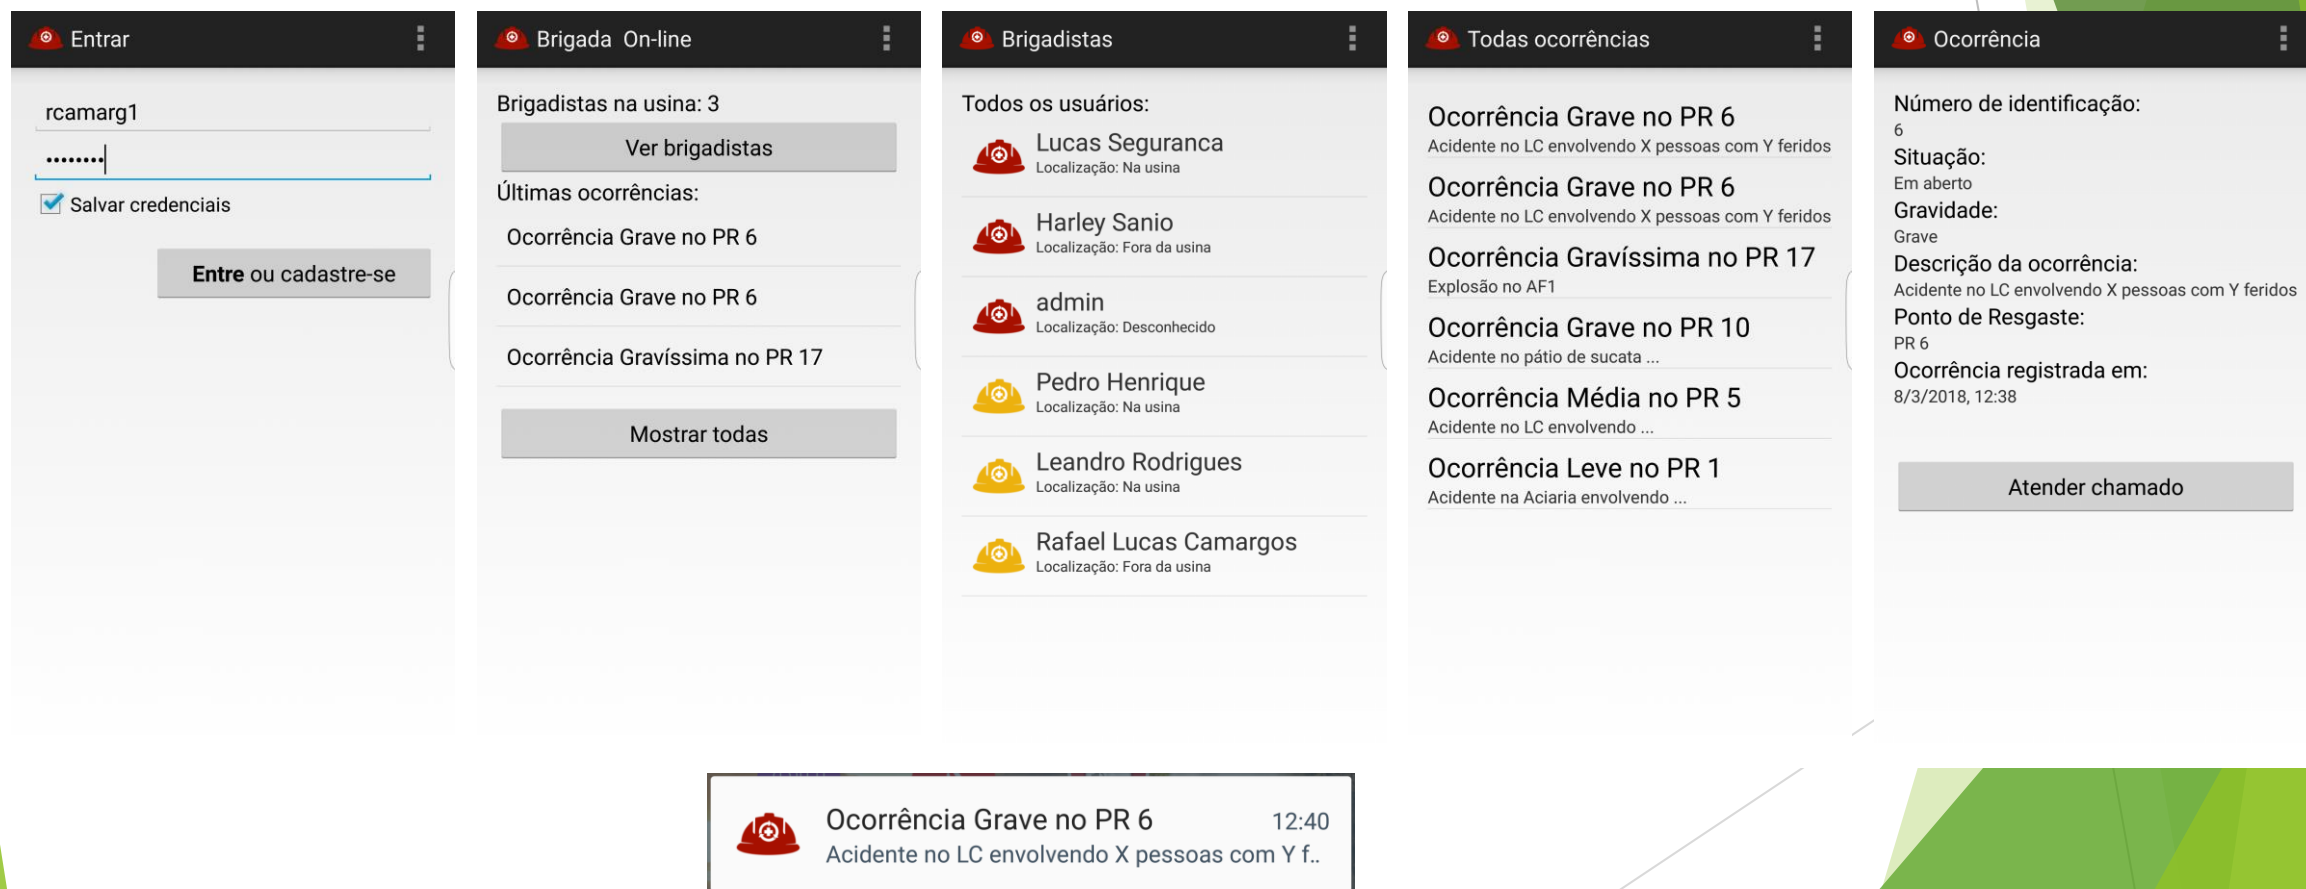 Entrar
rcamarg1
••••••••
Salvar credenciais
Entre ou cadastre-se
Brigada On-line
Brigadistas na usina: 3
Ver brigadistas
Últimas ocorrências:
Ocorrência Grave no PR 6
Ocorrência Grave no PR 6
Ocorrência Gravíssima no PR 17
Mostrar todas
Brigadistas
Todos os usuários:
Lucas Seguranca
Localização: Na usina
Harley Sanio
Localização: Fora da usina
admin
Localização: Desconhecido
Pedro Henrique
Localização: Na usina
Leandro Rodrigues
Localização: Na usina
Rafael Lucas Camargos
Localização: Fora da usina
Todas ocorrências
Ocorrência Grave no PR 6
Acidente no LC envolvendo X pessoas com Y feridos
Ocorrência Grave no PR 6
Acidente no LC envolvendo X pessoas com Y feridos
Ocorrência Gravíssima no PR 17
Explosão no AF1
Ocorrência Grave no PR 10
Acidente no pátio de sucata ...
Ocorrência Média no PR 5
Acidente no LC envolvendo ...
Ocorrência Leve no PR 1
Acidente na Aciaria envolvendo ...
Ocorrência
Número de identificação:
6
Situação:
Em aberto
Gravidade:
Grave
Descrição da ocorrência:
Acidente no LC envolvendo X pessoas com Y feridos
Ponto de Resgaste:
PR 6
Ocorrência registrada em:
8/3/2018, 12:38
Atender chamado
Ocorrência Grave no PR 6 12:40
Acidente no LC envolvendo X pessoas com Y f..